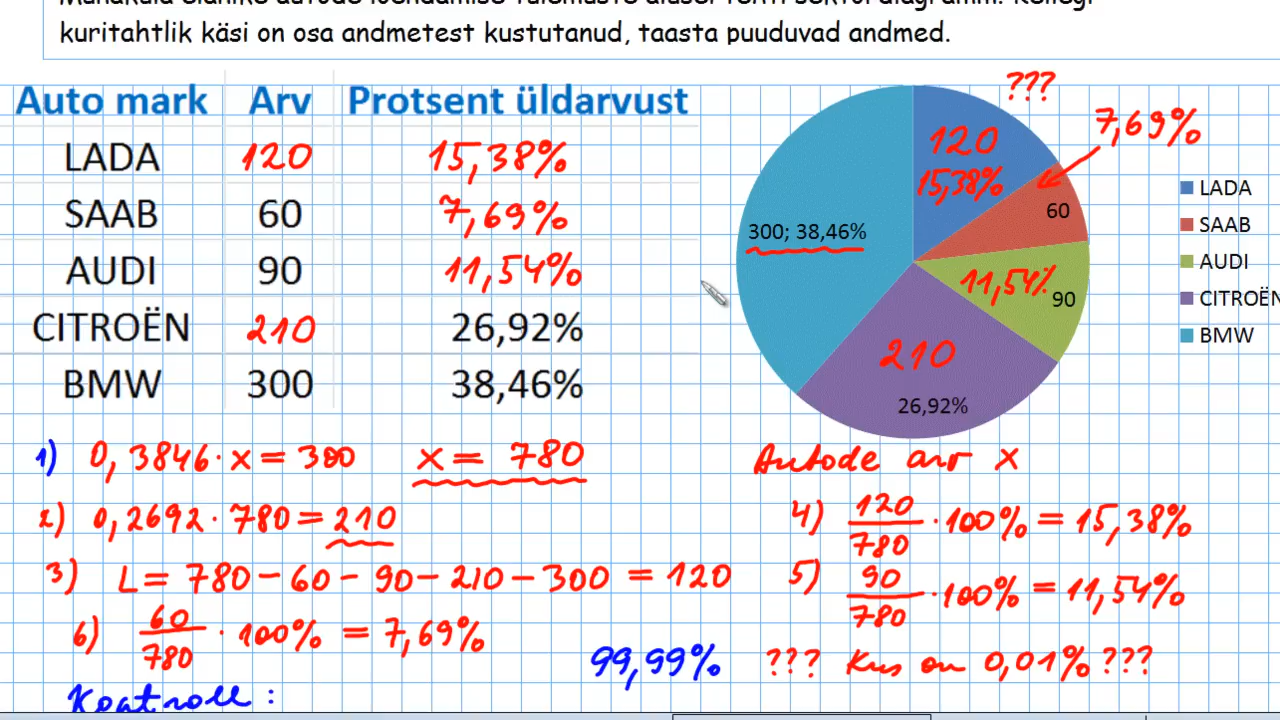 kuritahtlik käsi on osa andmetest kustutanud, taasta puuduvad andmed.
Auto mark Arv Protsent üldarvust
LADA 120 15,38%
SAAB 60 7,69%
AUDI 90 11,54%
CITROËN 210 26,92%
BMW 300 38,46%
???
7,69%
120
15,38%
60
300; 38,46%
11,54%
90
210
26,92%
LADA
SAAB
AUDI
CITROËN
BMW
1) 0,3846 · x = 300 x = 780
Autode arv x
2) 0,2692 · 780 = 210
3) L = 780 - 60 - 90 - 210 - 300 = 120
4) 120/780 · 100% = 15,38%
5) 90/780 · 100% = 11,54%
6) 60/780 · 100% = 7,69%
99,99% ??? Kus on 0,01% ???
Kontroll :